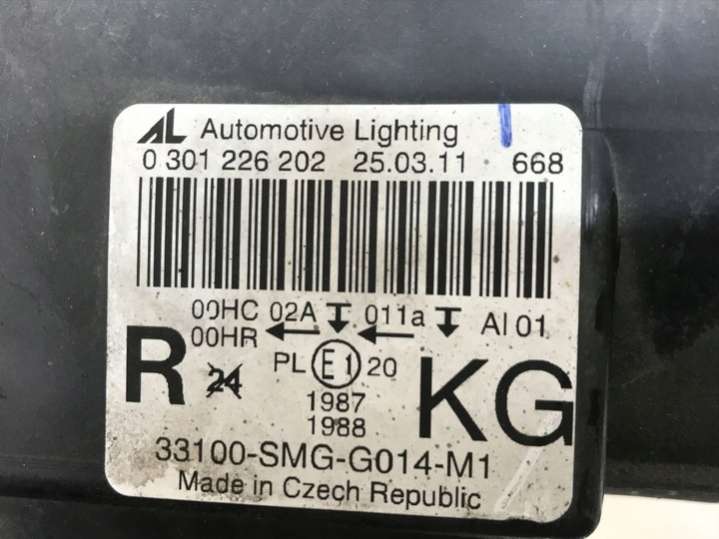 AL Automotive Lighting
0 301 226 202 25.03.11 668
00HC 02A 011a AI 01
00HR
R 24 PL E1 20 KG
1987
1988
33100-SMG-G014-M1
Made in Czech Republic